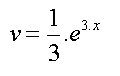 v = 1/3 . e^{3.x}